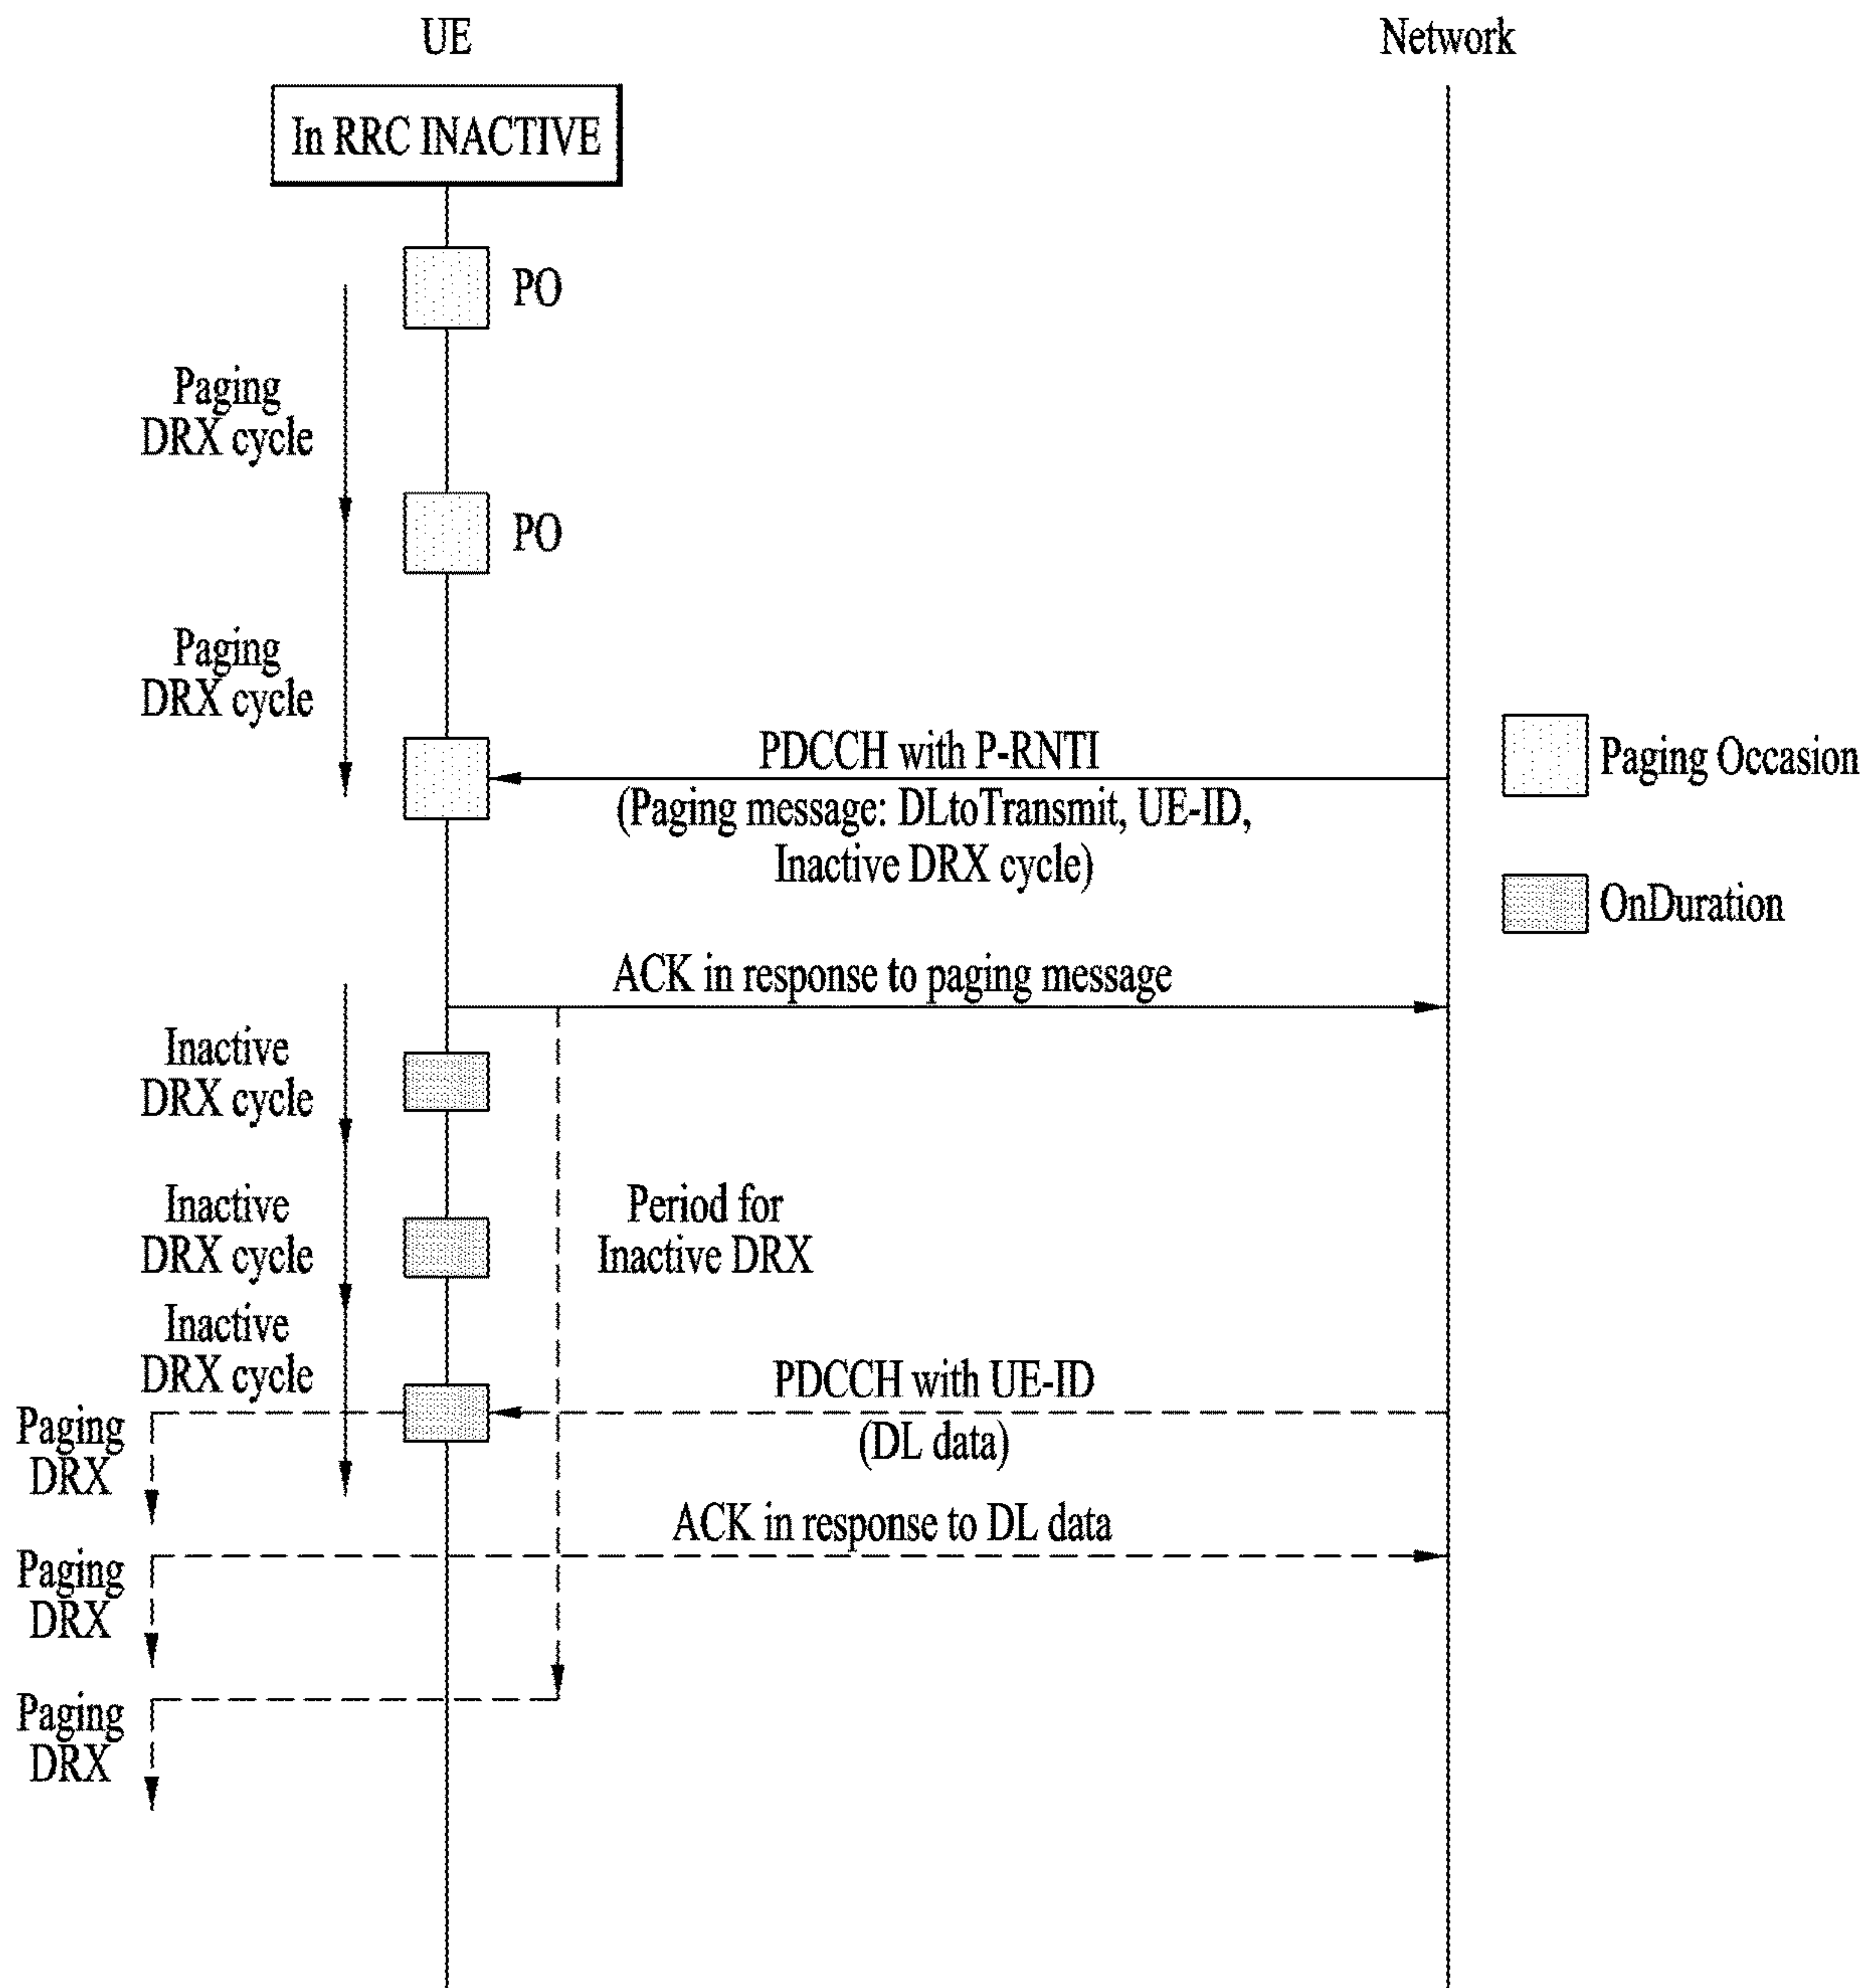 UE
Network
In RRC INACTIVE
PO
Paging
DRX cycle
PO
Paging
DRX cycle
PDCCH with P-RNTI
(Paging message: DLtoTransmit, UE-ID,
Inactive DRX cycle)
Paging Occasion
OnDuration
ACK in response to paging message
Inactive
DRX cycle
Inactive
DRX cycle
Period for
Inactive DRX
Inactive
DRX cycle
PDCCH with UE-ID
(DL data)
Paging
DRX
ACK in response to DL data
Paging
DRX
Paging
DRX